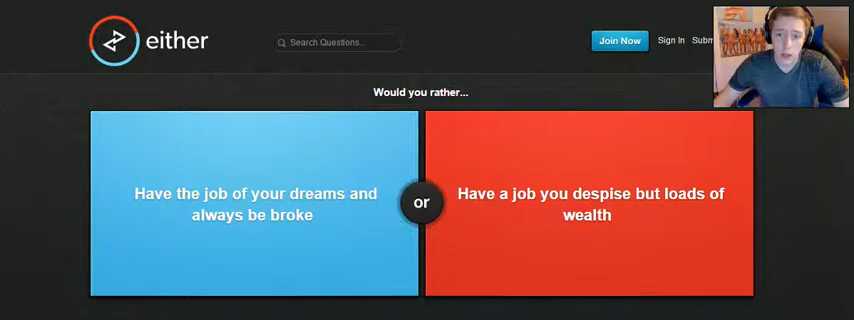 either
Search Questions...
Join Now
Sign In
Would you rather...
Have the job of your dreams and
always be broke
or
Have a job you despise but loads of
wealth